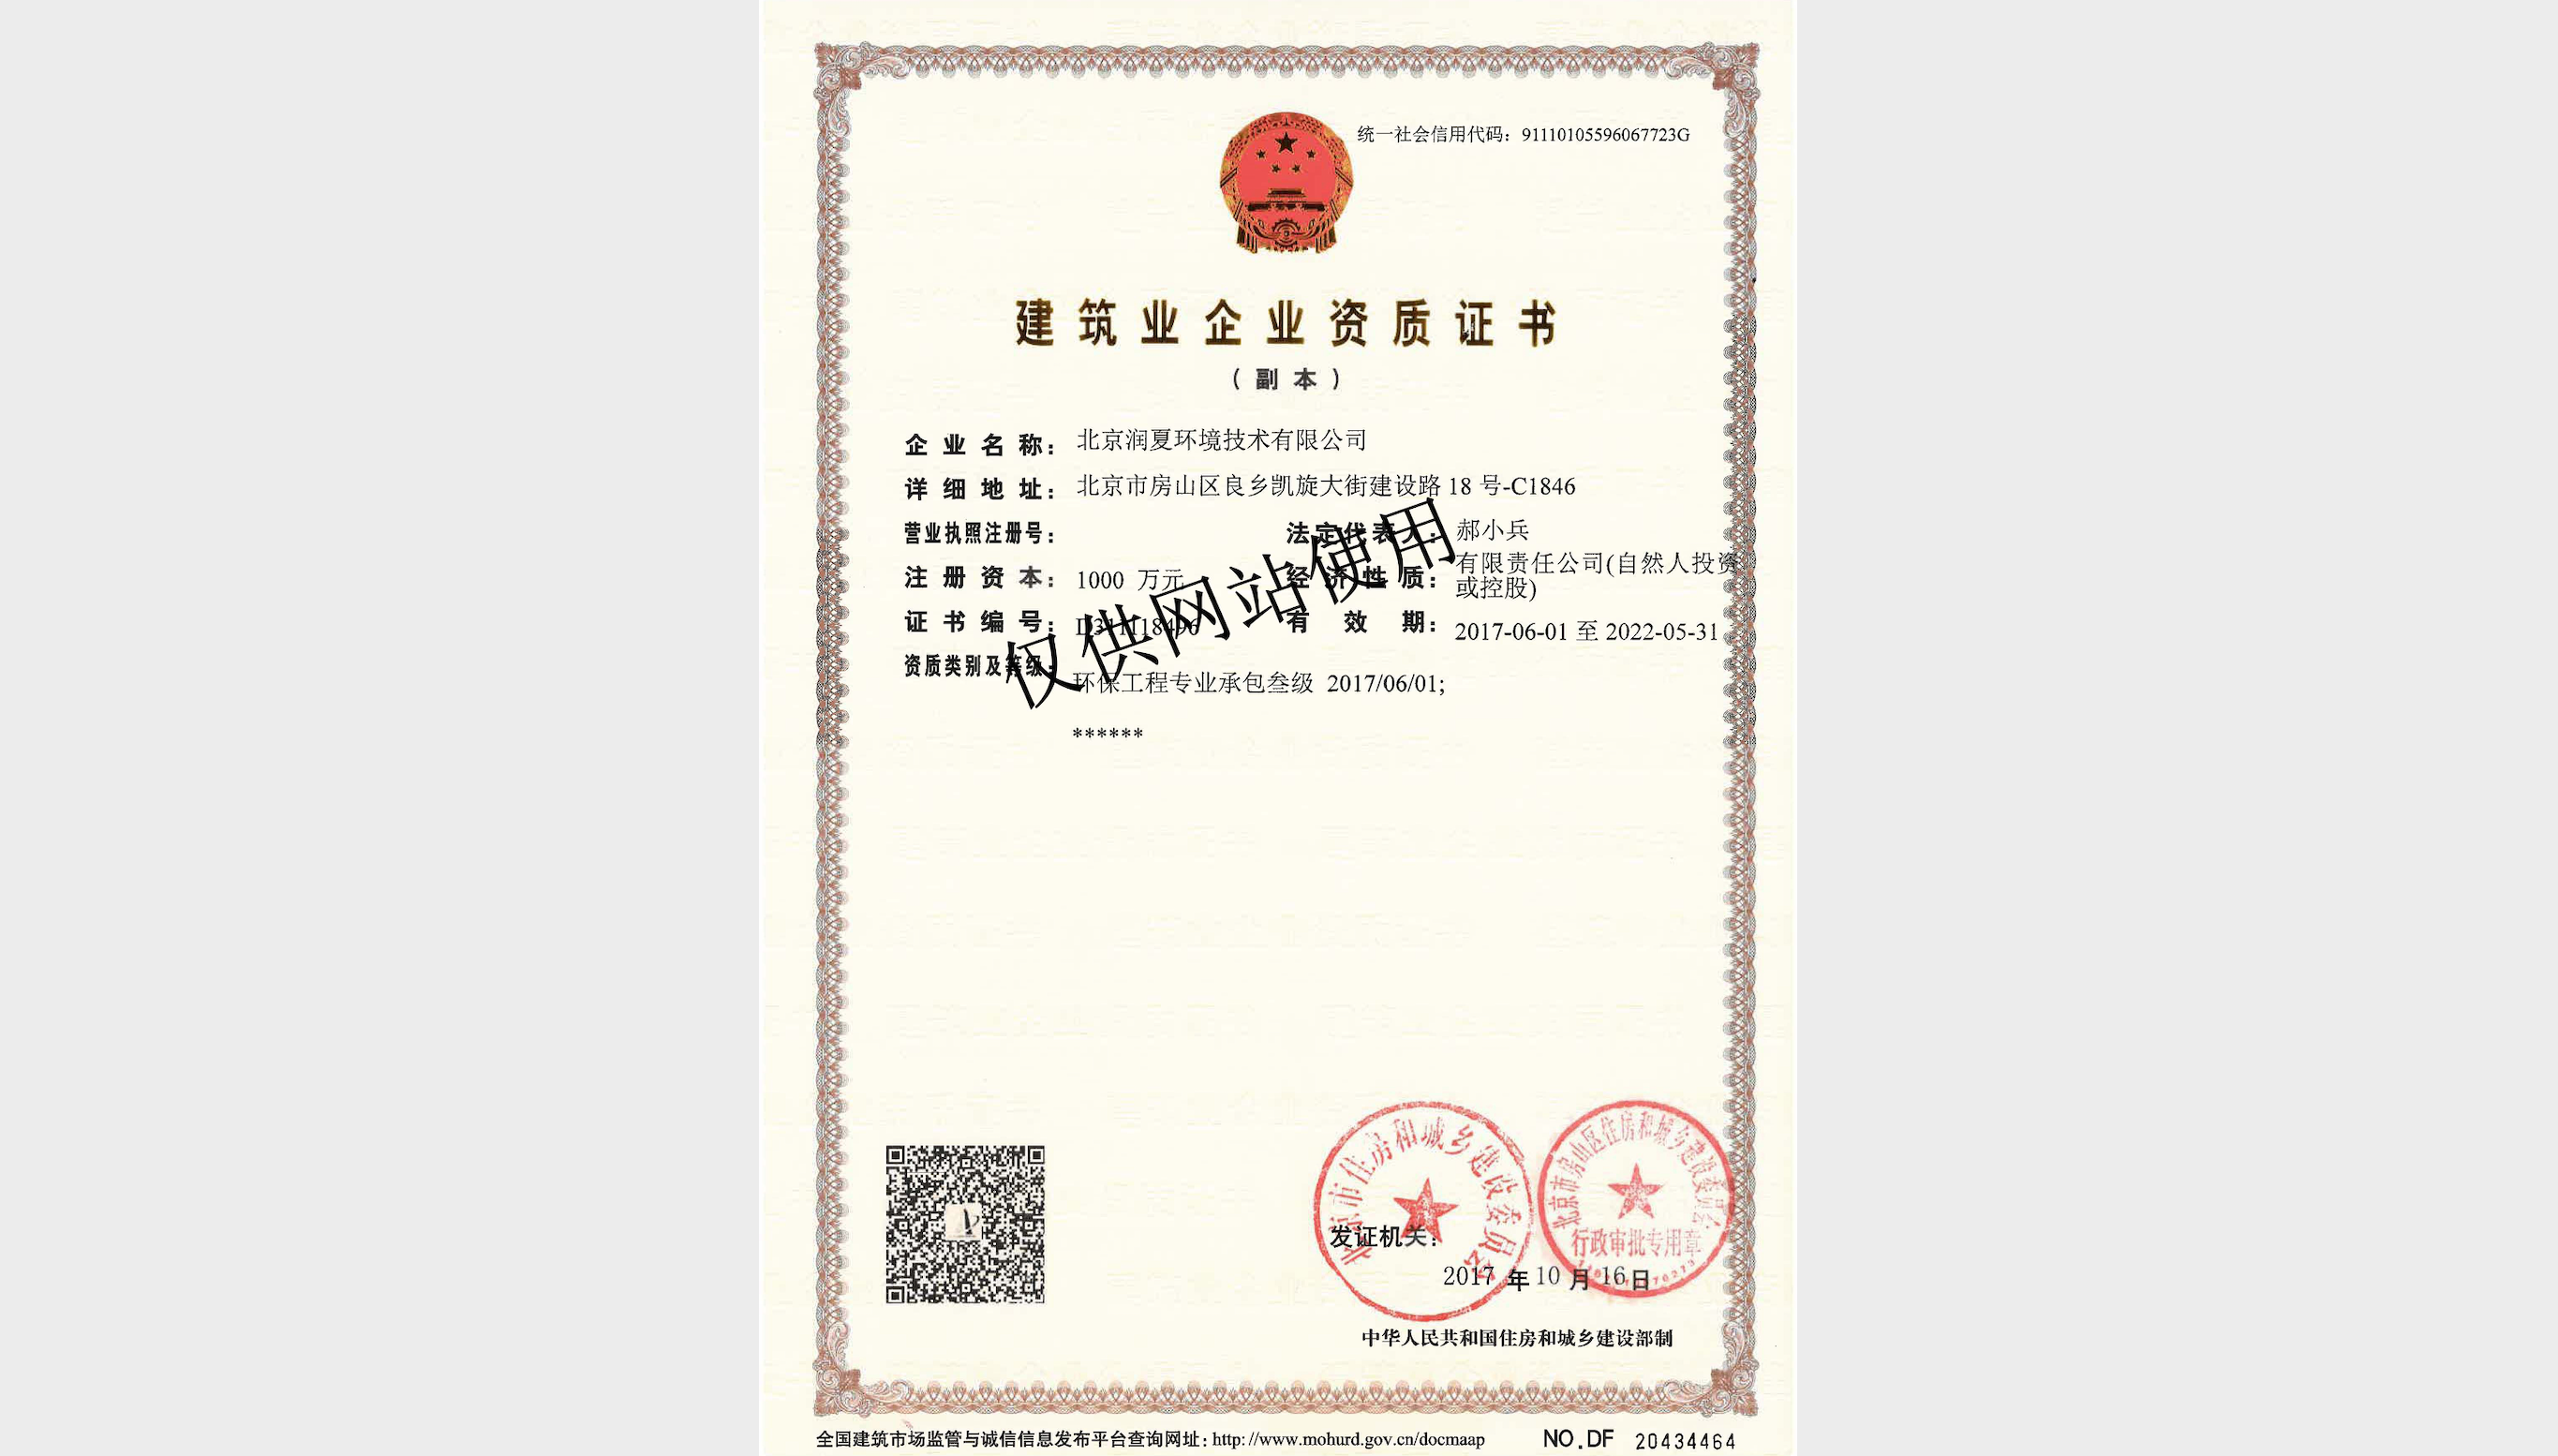 统一社会信用代码：91110105596067723G
建筑业企业资质证书
（副本）
企业名称：北京润夏环境技术有限公司
详细地址：北京市房山区良乡凯旋大街建设路 18 号-C1846
营业执照注册号： 法定代表人：郝小兵
注册资本：1000 万元 经济性质：有限责任公司(自然人投资
或控股)
证书编号：D311118496 有效期：2017-06-01 至 2022-05-31
资质类别及等级：
环保工程专业承包叁级 2017/06/01;
******
仅供网站使用
北京市住房和城乡建设委员会
北京市房山区住房和城乡建设委员会
行政审批专用章
发证机关：
2017 年 10 月 16 日
中华人民共和国住房和城乡建设部制
全国建筑市场监管与诚信信息发布平台查询网址：http://www.mohurd.gov.cn/docmaap NO.DF 20434464